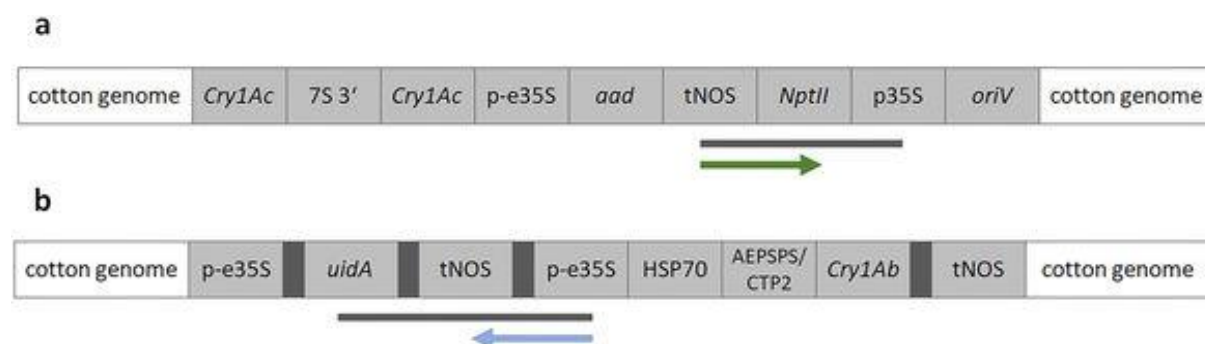 a
cotton genome Cry1Ac 7S 3‘ Cry1Ac p-e35S aad tNOS NptII p35S oriV cotton genome
b
cotton genome p-e35S uidA tNOS p-e35S HSP70 AEPSPS/ Cry1Ab tNOS cotton genome
CTP2